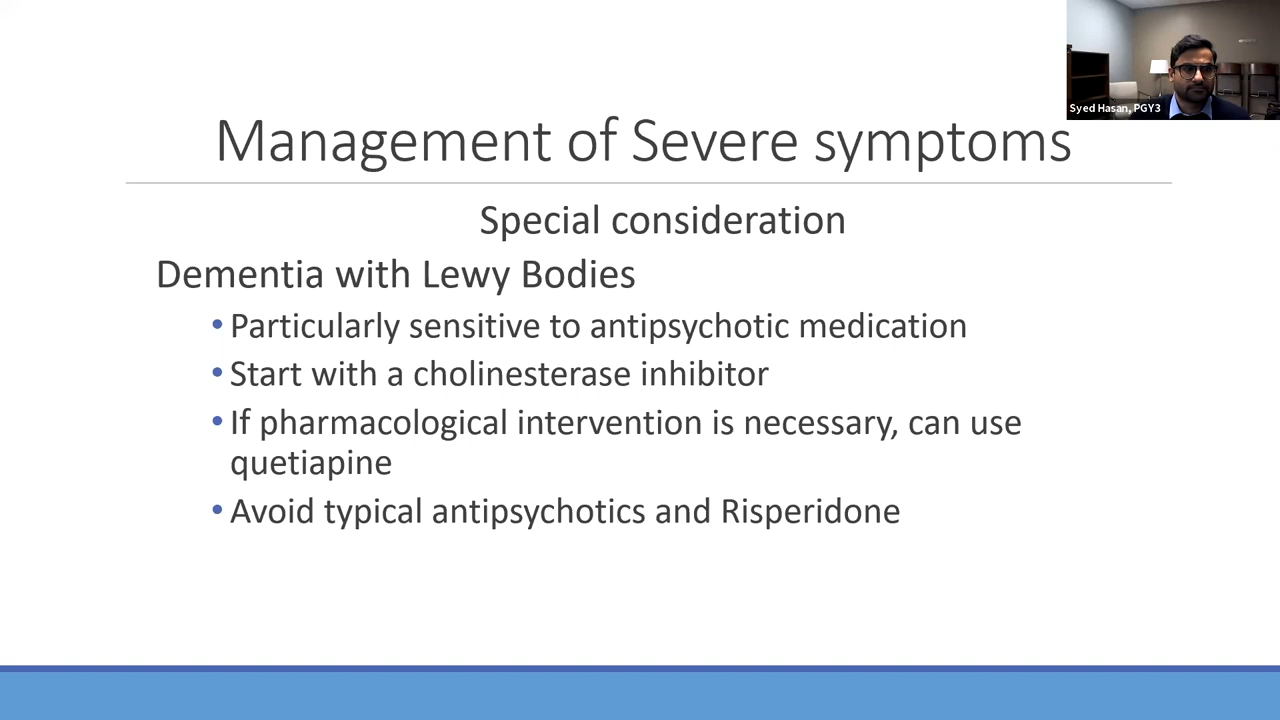 Syed Hasan, PGY3
Management of Severe symptoms
Special consideration
Dementia with Lewy Bodies
• Particularly sensitive to antipsychotic medication
• Start with a cholinesterase inhibitor
• If pharmacological intervention is necessary, can use
quetiapine
• Avoid typical antipsychotics and Risperidone